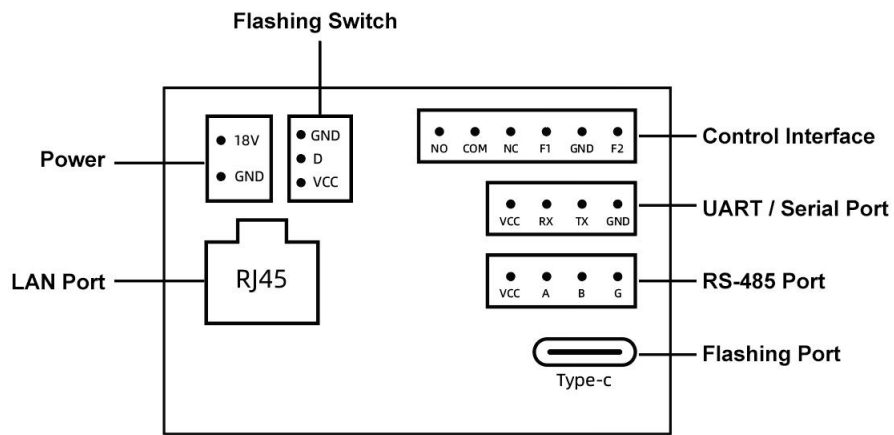 Flashing Switch
Power
18V
GND
GND
D
VCC
NO COM NC F1 GND F2
Control Interface
VCC RX TX GND
UART / Serial Port
LAN Port
RJ45
VCC A B G
RS-485 Port
Type-c
Flashing Port